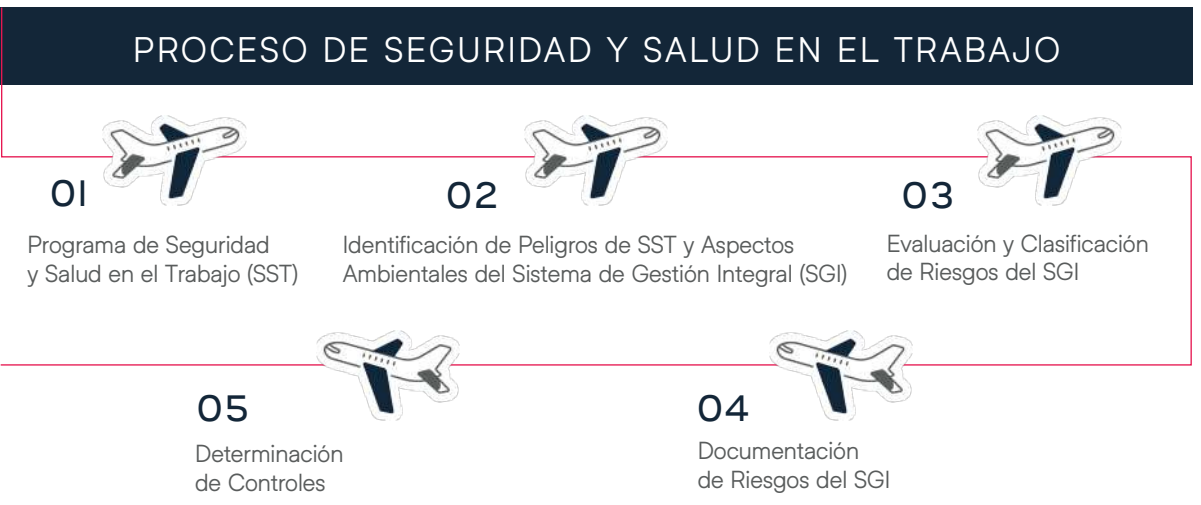 PROCESO DE SEGURIDAD Y SALUD EN EL TRABAJO
01
Programa de Seguridad
y Salud en el Trabajo (SST)
02
Identificación de Peligros de SST y Aspectos
Ambientales del Sistema de Gestión Integral (SGI)
03
Evaluación y Clasificación
de Riesgos del SGI
04
Documentación
de Riesgos del SGI
05
Determinación
de Controles